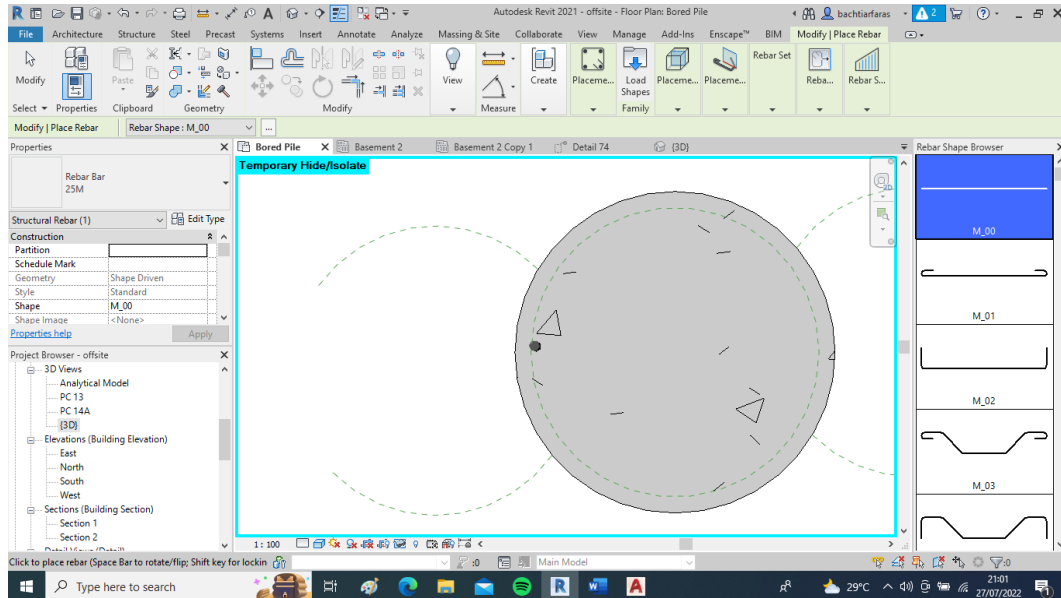 Autodesk Revit 2021 - offsite - Floor Plan: Bored Pile
bachtiarfaras
2
File Architecture Structure Steel Precast Systems Insert Annotate Analyze Massing & Site Collaborate View Manage Add-Ins Enscape™ BIM Modify | Place Rebar
Modify
Paste
View
Create
Placeme...
Load
Shapes
Placeme...
Placeme...
Rebar Set
Reba...
Rebar S...
Select Properties Clipboard Geometry Modify Measure Family
Modify | Place Rebar Rebar Shape : M_00 ...
Properties X
Bored Pile X Basement 2 Basement 2 Copy 1 Detail 74 {3D}
Rebar Shape Browser X
Rebar Bar
25M
Structural Rebar (1) Edit Type
Construction
Partition
Schedule Mark
Geometry Shape Driven
Style Standard
Shape M_00
Shape Image <None>
Properties help Apply
Project Browser - offsite X
3D Views
Analytical Model
PC 13
PC 14A
{3D}
Elevations (Building Elevation)
East
North
South
West
Sections (Building Section)
Section 1
Section 2
Detail Views (Detail)
Temporary Hide/Isolate
2D
M_00
M_01
M_02
M_03
1 : 100
Click to place rebar (Space Bar to rotate/flip; Shift key for lockin
:0 Main Model :0
Type here to search
29°C
21:01
27/07/2022